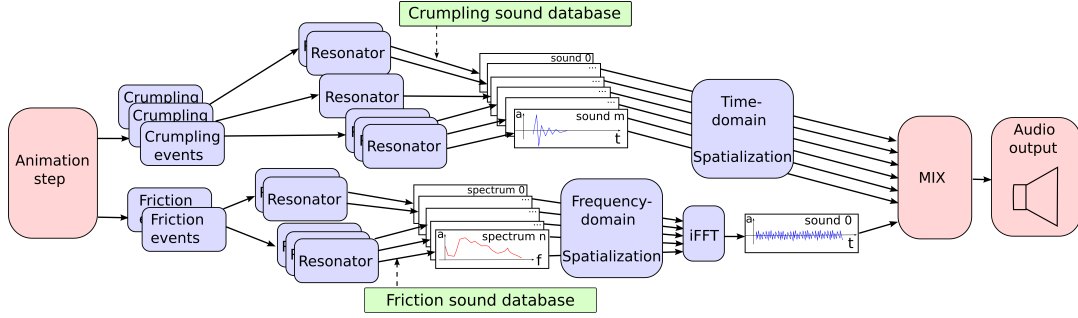 Crumpling sound database
Resonator
sound 0
...
Resonator
...
...
...
Crumpling
Crumpling
Crumpling
events
Resonator
a
sound m
t
Time-
domain
Spatialization
Animation
step
MIX
Audio
output
Friction
Friction
events
Resonator
spectrum 0
...
...
...
a
spectrum n
f
Resonator
Frequency-
domain
Spatialization
iFFT
a
sound 0
t
Friction sound database